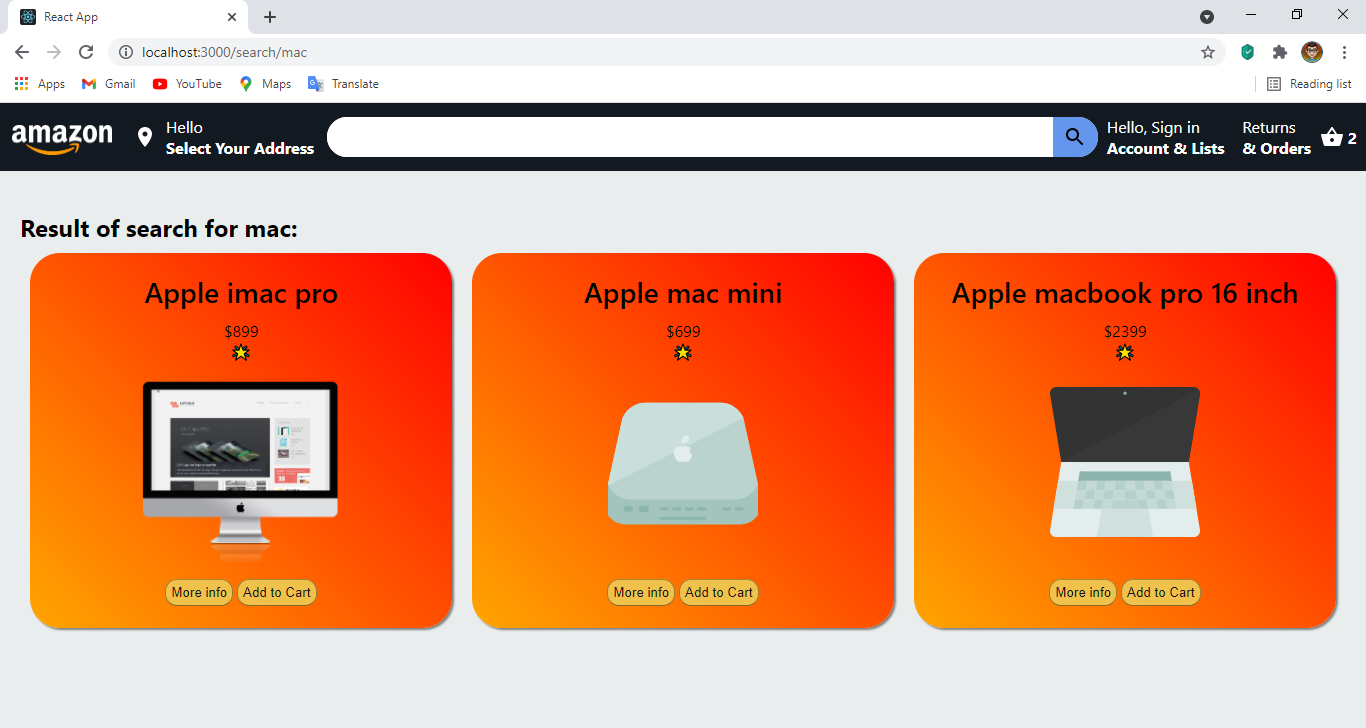 React App
localhost:3000/search/mac
Apps Gmail YouTube Maps Translate Reading list
amazon
Hello
Select Your Address
Hello, Sign in
Account & Lists
Returns
& Orders
2
Result of search for mac:
Apple imac pro
$899
More info Add to Cart
Apple mac mini
$699
More info Add to Cart
Apple macbook pro 16 inch
$2399
More info Add to Cart